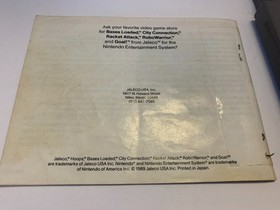 Ask your favorite video game store
for Bases Loaded,® City Connection,®
Racket Attack,® RoboWarrior,®
and Goal!™ from Jaleco™ for the
Nintendo Entertainment System.®
JALECO USA, Inc.
Jaleco,® Hoops,® Bases Loaded,® City Connection,® Racket Attack,® RoboWarrior,® and Goal!®
are trademarks of Jaleco USA Inc. Nintendo® and Nintendo Entertainment System® are trademarks
of Nintendo of America Inc. © 1989 Jaleco USA Inc. Printed in Japan.